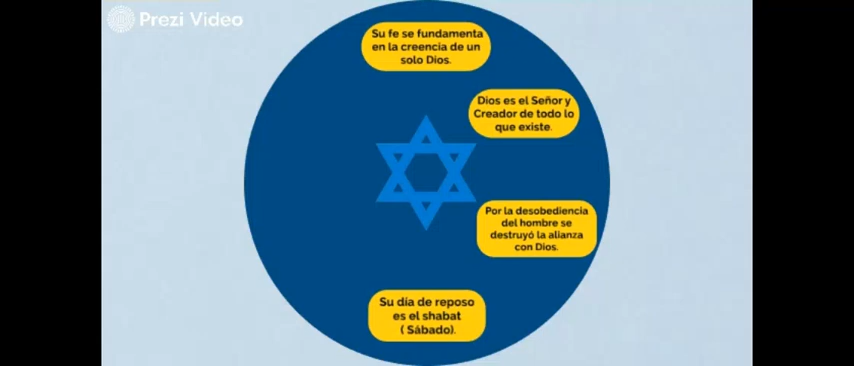 Prezi Video
Su fe se fundamenta
en la creencia de un
solo Dios.
Dios es el Señor y
Creador de todo lo
que existe.
Por la desobediencia
del hombre se
destruyó la alianza
con Dios.
Su día de reposo
es el shabat
( Sábado).